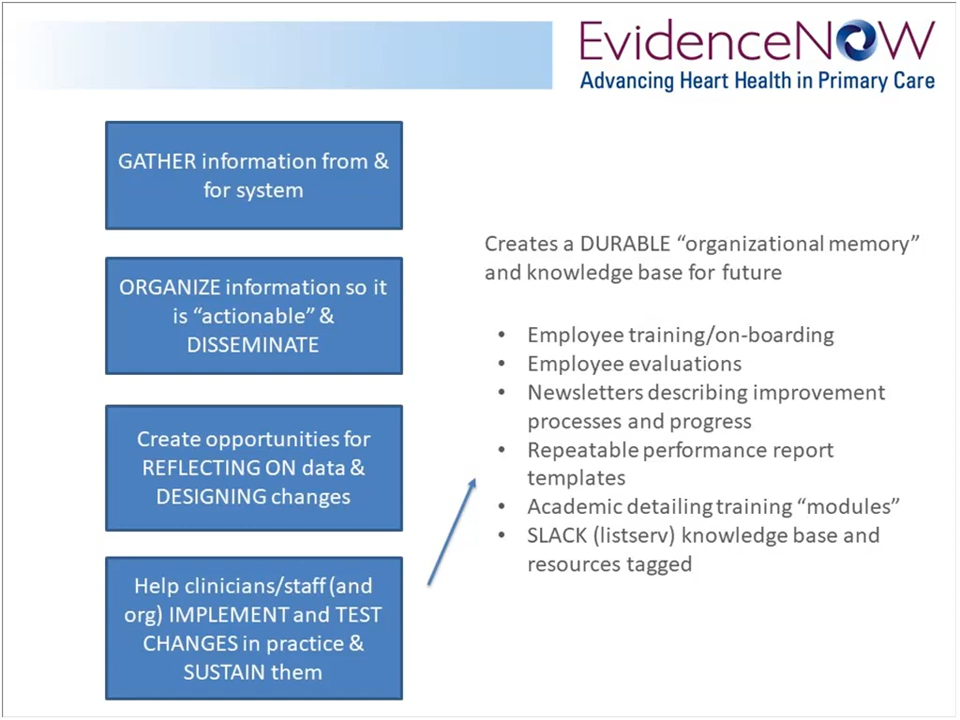 EvidenceNOW
Advancing Heart Health in Primary Care
GATHER information from &
for system
ORGANIZE information so it
is “actionable” &
DISSEMINATE
Create opportunities for
REFLECTING ON data &
DESIGNING changes
Help clinicians/staff (and
org) IMPLEMENT and TEST
CHANGES in practice &
SUSTAIN them
Creates a DURABLE “organizational memory”
and knowledge base for future
• Employee training/on-boarding
• Employee evaluations
• Newsletters describing improvement
processes and progress
• Repeatable performance report
templates
• Academic detailing training “modules”
• SLACK (listserv) knowledge base and
resources tagged